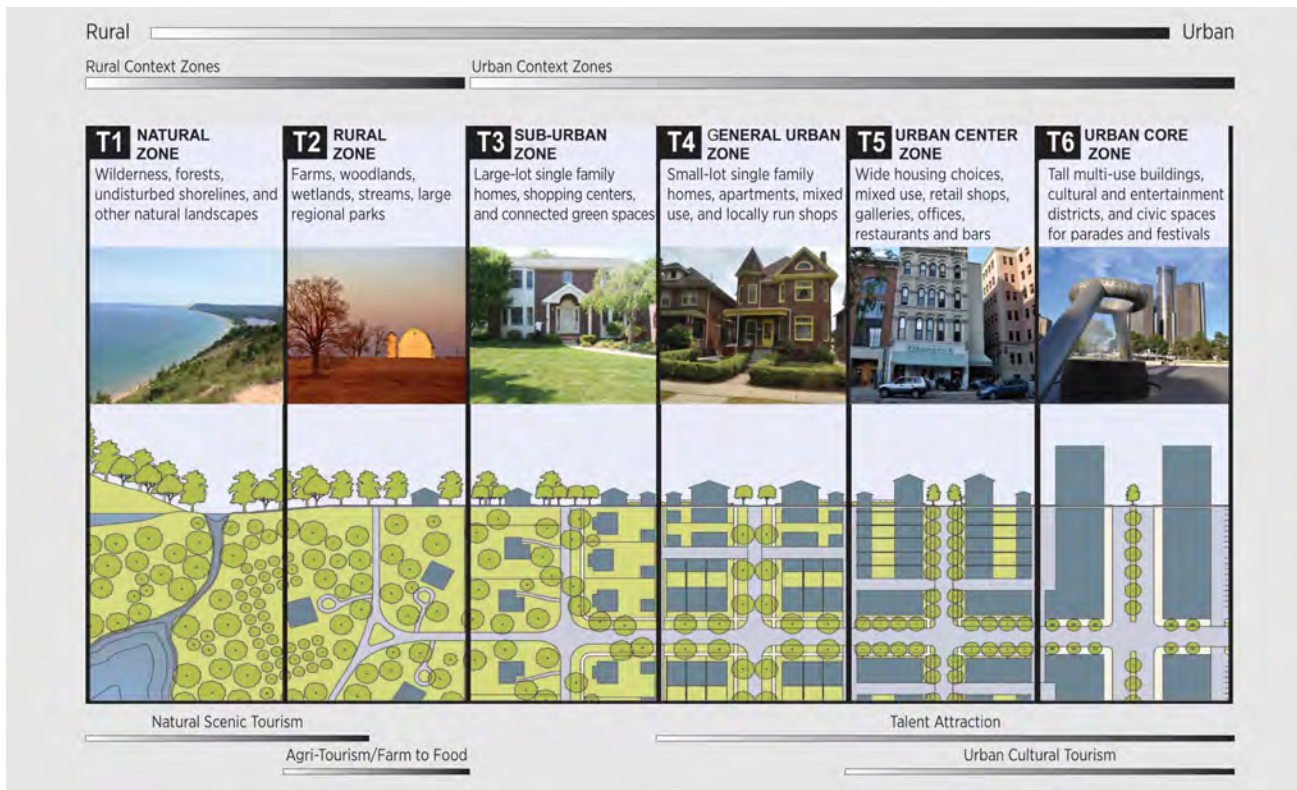 Rural
Urban
Rural Context Zones
Urban Context Zones
T1 NATURAL
ZONE
Wilderness, forests,
undisturbed shorelines, and
other natural landscapes
T2 RURAL
ZONE
Farms, woodlands,
wetlands, streams, large
regional parks
T3 SUB-URBAN
ZONE
Large-lot single family
homes, shopping centers,
and connected green spaces
T4 GENERAL URBAN
ZONE
Small-lot single family
homes, apartments, mixed
use, and locally run shops
T5 URBAN CENTER
ZONE
Wide housing choices,
mixed use, retail shops,
galleries, offices,
restaurants and bars
T6 URBAN CORE
ZONE
Tall multi-use buildings,
cultural and entertainment
districts, and civic spaces
for parades and festivals
Natural Scenic Tourism
Talent Attraction
Agri-Tourism/Farm to Food
Urban Cultural Tourism